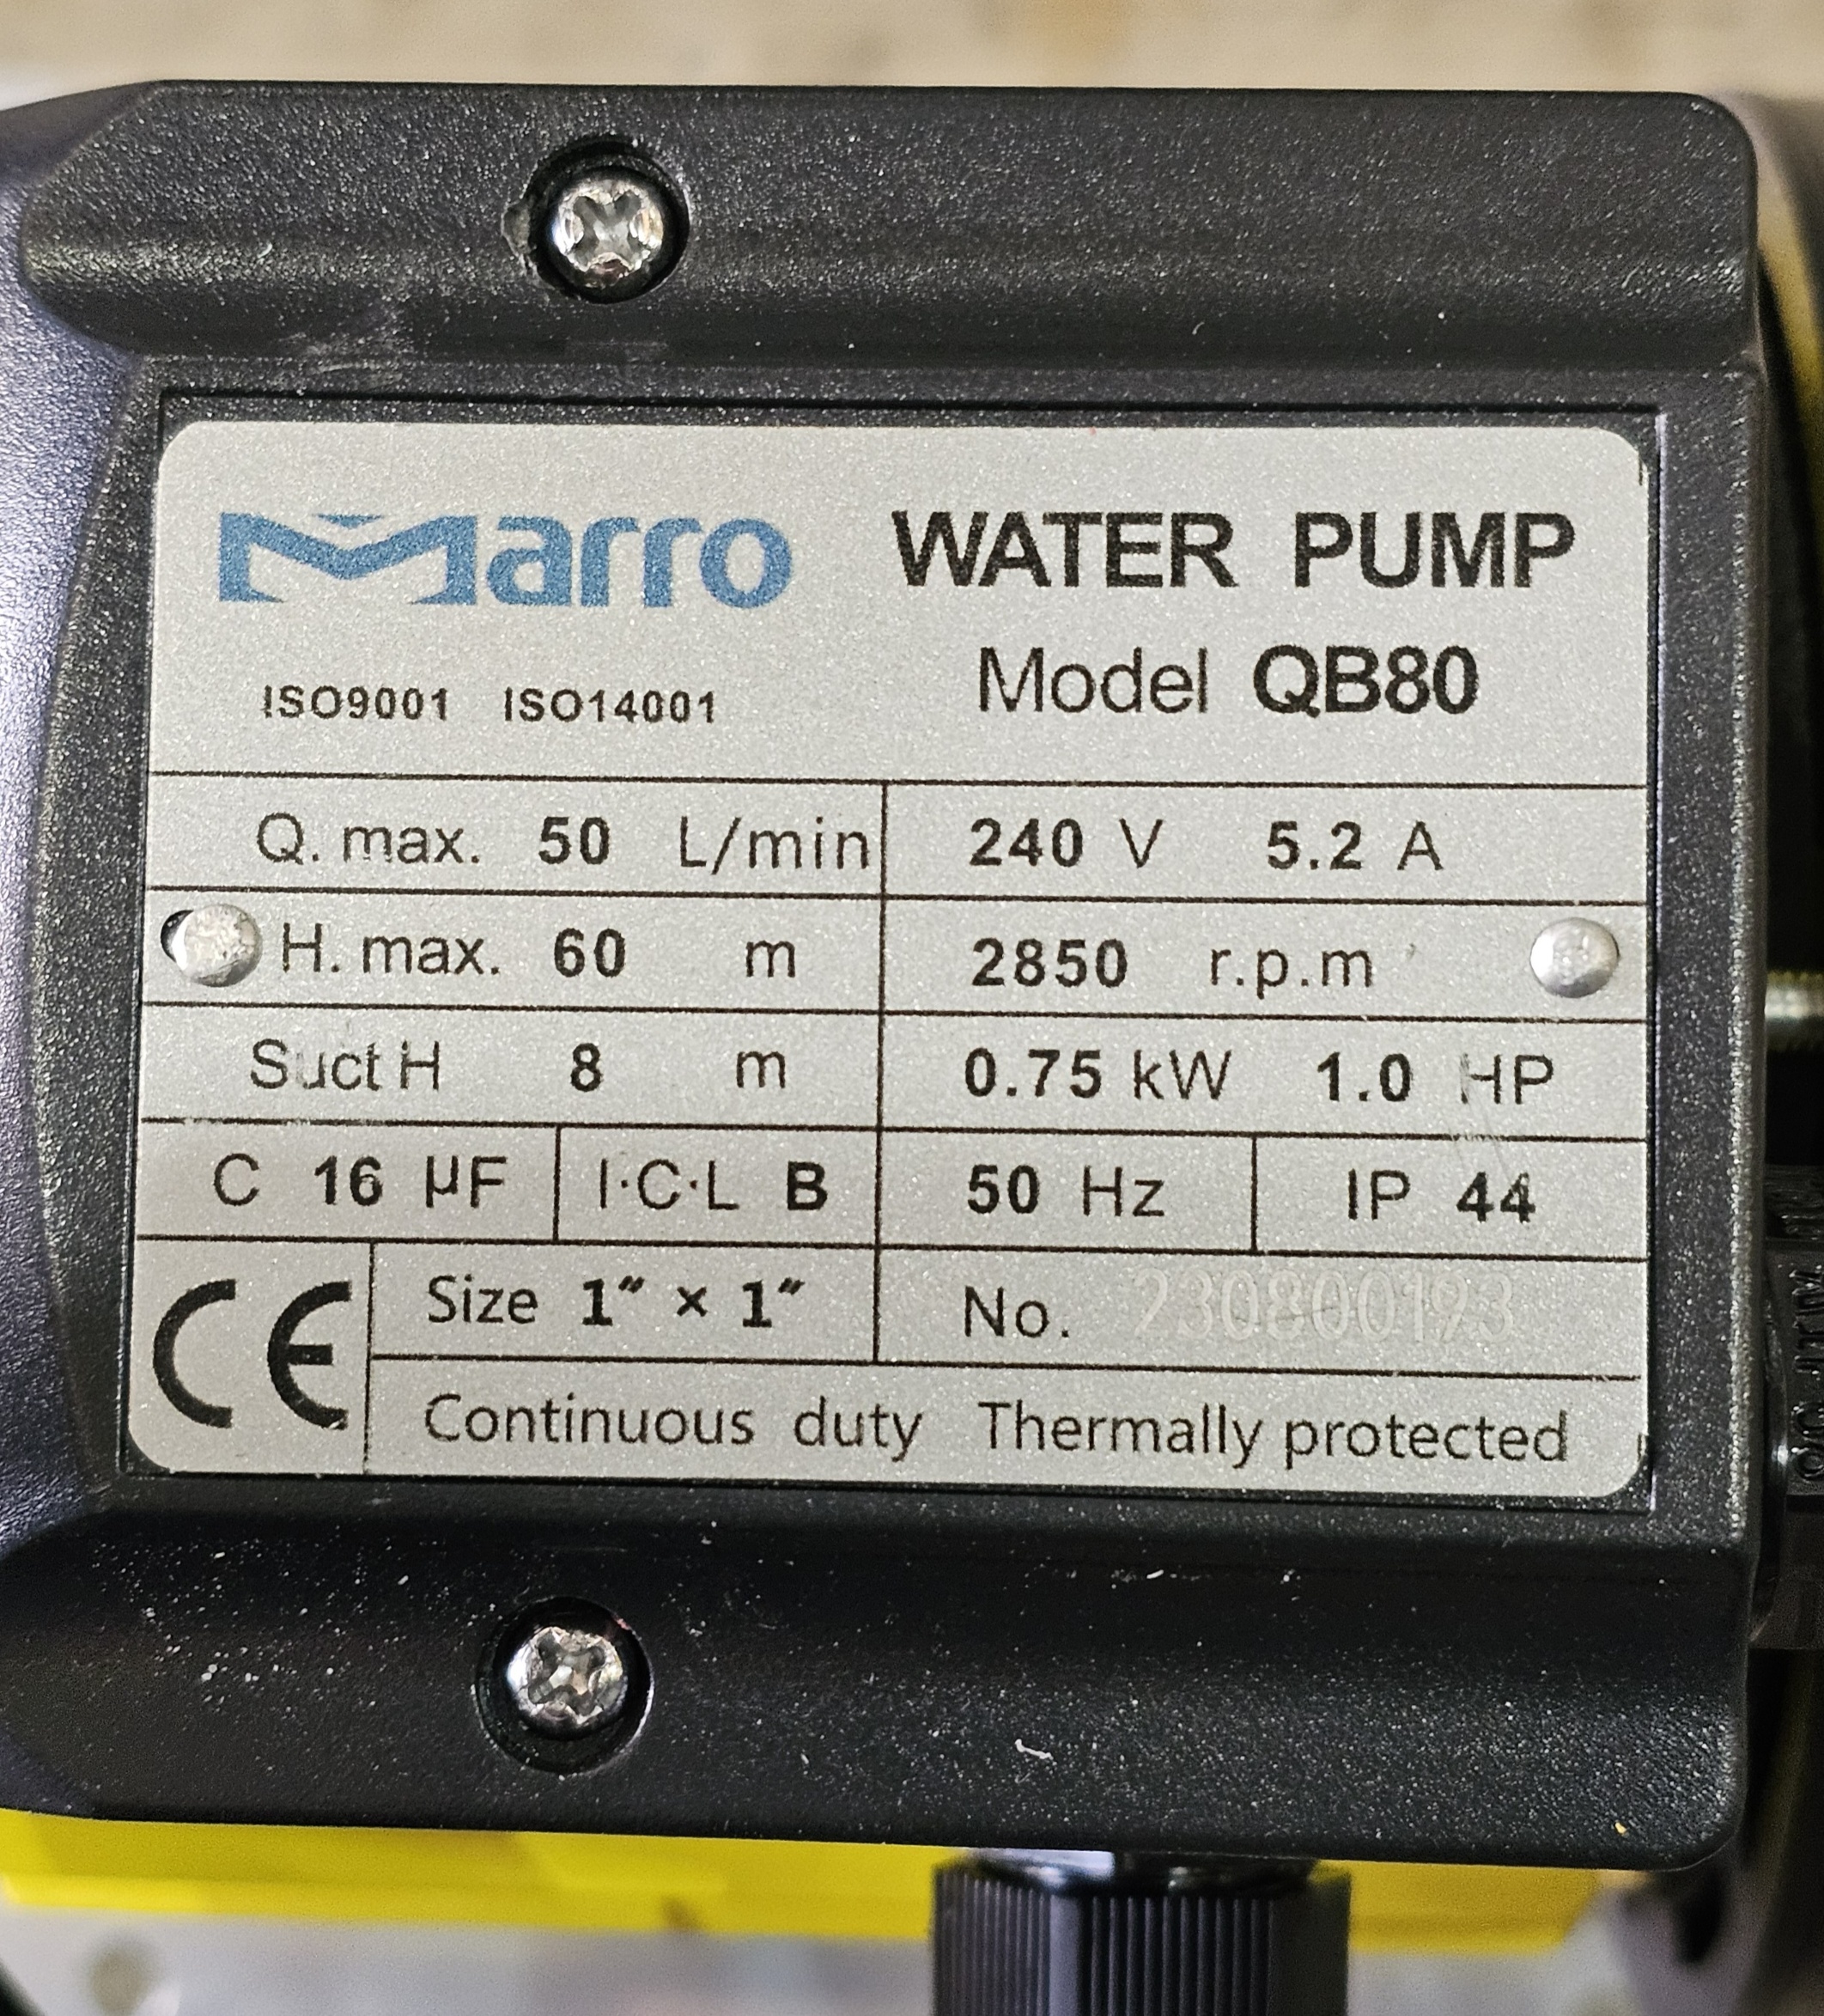 Marro WATER PUMP
Model QB80
ISO9001 ISO14001
Q. max. 50 L/min 240 V 5.2 A
H. max. 60 m 2850 r.p.m
Suct H 8 m 0.75 kW 1.0 HP
C 16 µF I·C·L B 50 Hz IP 44
CE Size 1″ × 1″ No. 230800193
Continuous duty Thermally protected